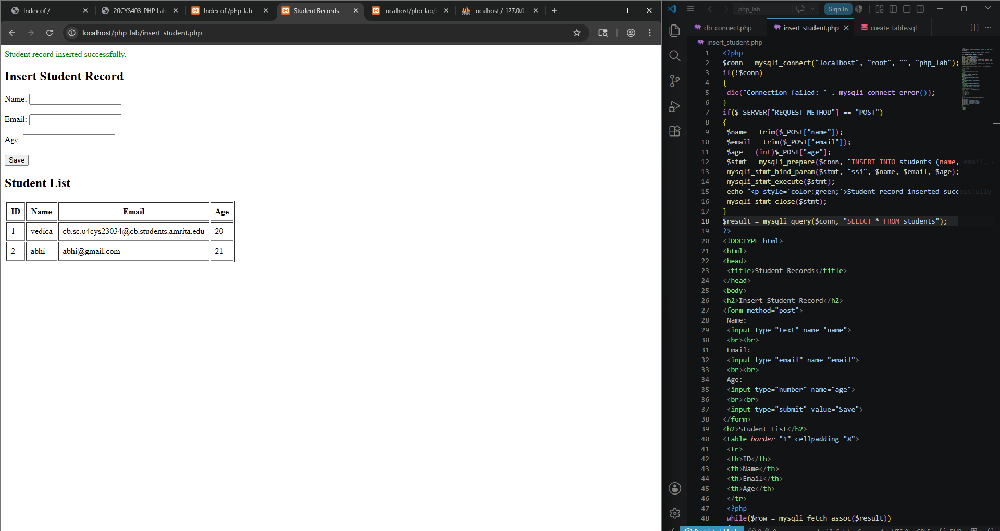 Index of /
20CYS403-PHP Lab
Index of /php_lab
Student Records
localhost/php_lab/
localhost / 127.0.0.
localhost/php_lab/insert_student.php
Student record inserted successfully.
Insert Student Record
Name:
Email:
Age:
Save
Student List
ID Name Email Age
1 vedica cb.sc.u4cys23034@cb.students.amrita.edu 20
2 abhi abhi@gmail.com 21
php_lab
Sign In
db_connect.php
insert_student.php
create_table.sql
insert_student.php
1 <?php
2 $conn = mysqli_connect("localhost", "root", "", "php_lab");
3 if(!$conn)
4 {
5 die("Connection failed: " . mysqli_connect_error());
6 }
7 if($_SERVER["REQUEST_METHOD"] == "POST")
8 {
9 $name = trim($_POST["name"]);
10 $email = trim($_POST["email"]);
11 $age = (int)$_POST["age"];
12 $stmt = mysqli_prepare($conn, "INSERT INTO students (name, email,
13 mysqli_stmt_bind_param($stmt, "ssi", $name, $email, $age);
14 mysqli_stmt_execute($stmt);
15 echo "<p style='color:green;'>Student record inserted successfully
16 mysqli_stmt_close($stmt);
17 }
18 $result = mysqli_query($conn, "SELECT * FROM students");
19 ?>
20 <!DOCTYPE html>
21 <html>
22 <head>
23 <title>Student Records</title>
24 </head>
25 <body>
26 <h2>Insert Student Record</h2>
27 <form method="post">
28 Name:
29 <input type="text" name="name">
30 <br><br>
31 Email:
32 <input type="email" name="email">
33 <br><br>
34 Age:
35 <input type="number" name="age">
36 <br><br>
37 <input type="submit" value="Save">
38 </form>
39 <h2>Student List</h2>
40 <table border="1" cellpadding="8">
41 <tr>
42 <th>ID</th>
43 <th>Name</th>
44 <th>Email</th>
45 <th>Age</th>
46 </tr>
47 <?php
48 while($row = mysqli_fetch_assoc($result))